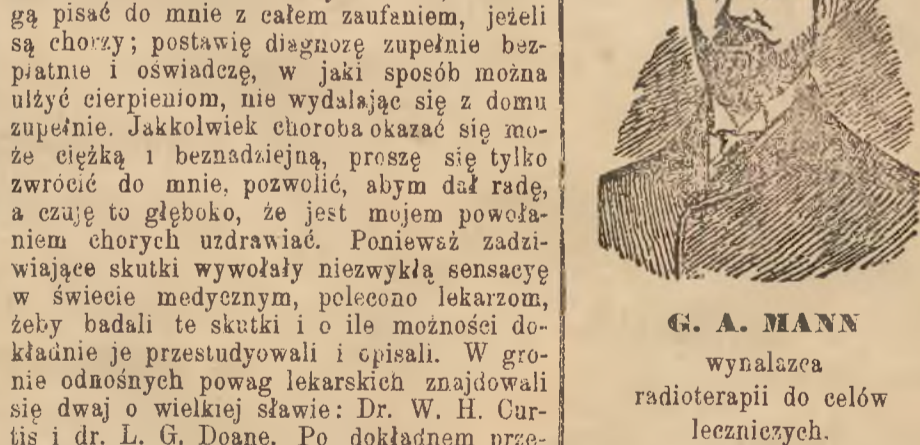 gą pisać do mnie z całem zaufaniem, jeżeli
są chorzy; postawię diagnozę zupełnie bez-
płatnie i oświadczę, w jaki sposób można
ulżyć cierpieniom, nie wydalając się z domu
zupełnie. Jakkolwiek choroba okazać się mo-
że ciężką i beznadziejną, proszę się tylko
zwrócić do mnie, pozwolić, abym dał radę,
a czuję to głęboko, że jest mojem powoła-
niem chorych uzdrawiać. Ponieważ zadzi-
wiające skutki wywołały niezwykłą sensacyę
w świecie medycznym, polecono lekarzom,
żeby badali te skutki i o ile możności do-
kładnie je przestudyowali i opisali. W gro-
nie odnośnych powag lekarskich znajdowali
się dwaj o wielkiej sławie: Dr. W. H. Cur-
tis i dr. L. G. Doane. Po dokładnem prze-
G. A. MANN
wynalazca
radioterapii do celów
leczniczych.